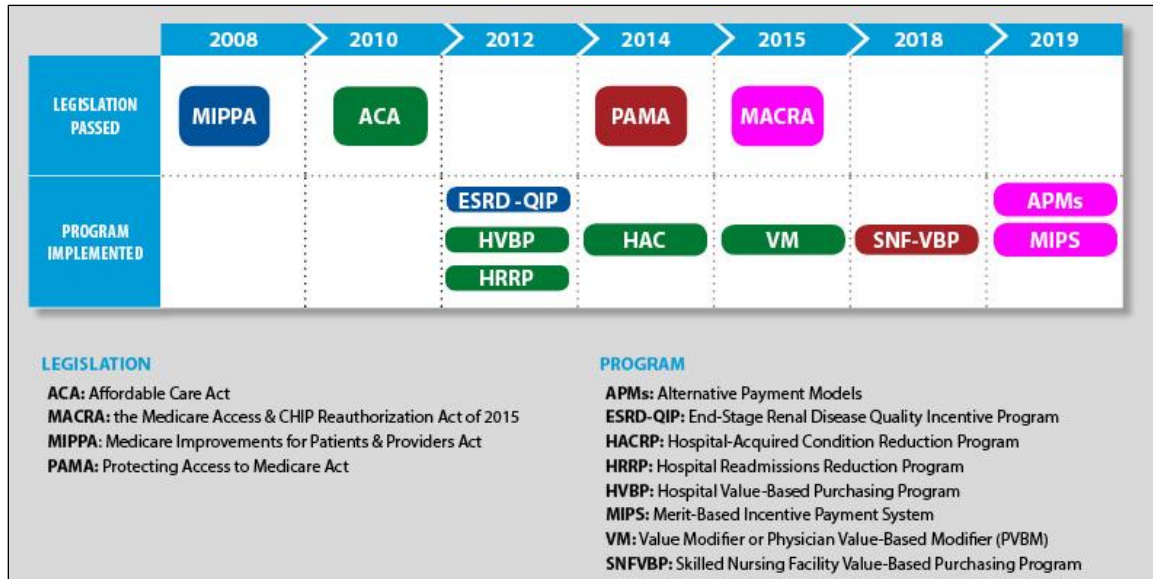 2008 2010 2012 2014 2015 2018 2019
LEGISLATION
PASSED
MIPPA ACA PAMA MACRA
PROGRAM
IMPLEMENTED
ESRD -QIP APMs
HVBP HAC VM SNF-VBP MIPS
HRRP
LEGISLATION
ACA: Affordable Care Act
MACRA: the Medicare Access & CHIP Reauthorization Act of 2015
MIPPA: Medicare Improvements for Patients & Providers Act
PAMA: Protecting Access to Medicare Act
PROGRAM
APMs: Alternative Payment Models
ESRD-QIP: End-Stage Renal Disease Quality Incentive Program
HACRP: Hospital-Acquired Condition Reduction Program
HRRP: Hospital Readmissions Reduction Program
HVBP: Hospital Value-Based Purchasing Program
MIPS: Merit-Based Incentive Payment System
VM: Value Modifier or Physician Value-Based Modifier (PVBM)
SNFVBP: Skilled Nursing Facility Value-Based Purchasing Program